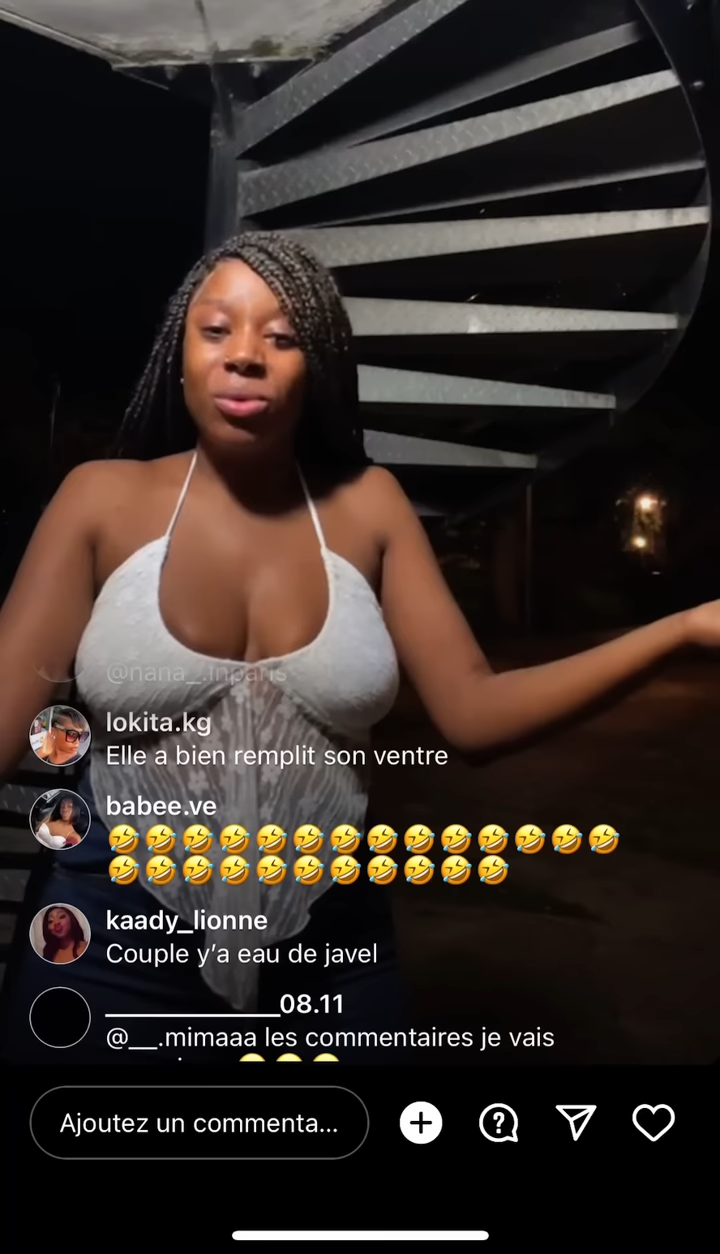 @nana_.inparis
lokita.kg
Elle a bien remplit son ventre
babee.ve
🤣🤣🤣🤣🤣🤣🤣🤣🤣🤣🤣🤣🤣🤣
🤣🤣🤣🤣🤣🤣🤣🤣🤣🤣🤣
kaady_lionne
Couple y’a eau de javel
______________08.11
@__.mimaaa les commentaires je vais
Ajoutez un commenta...